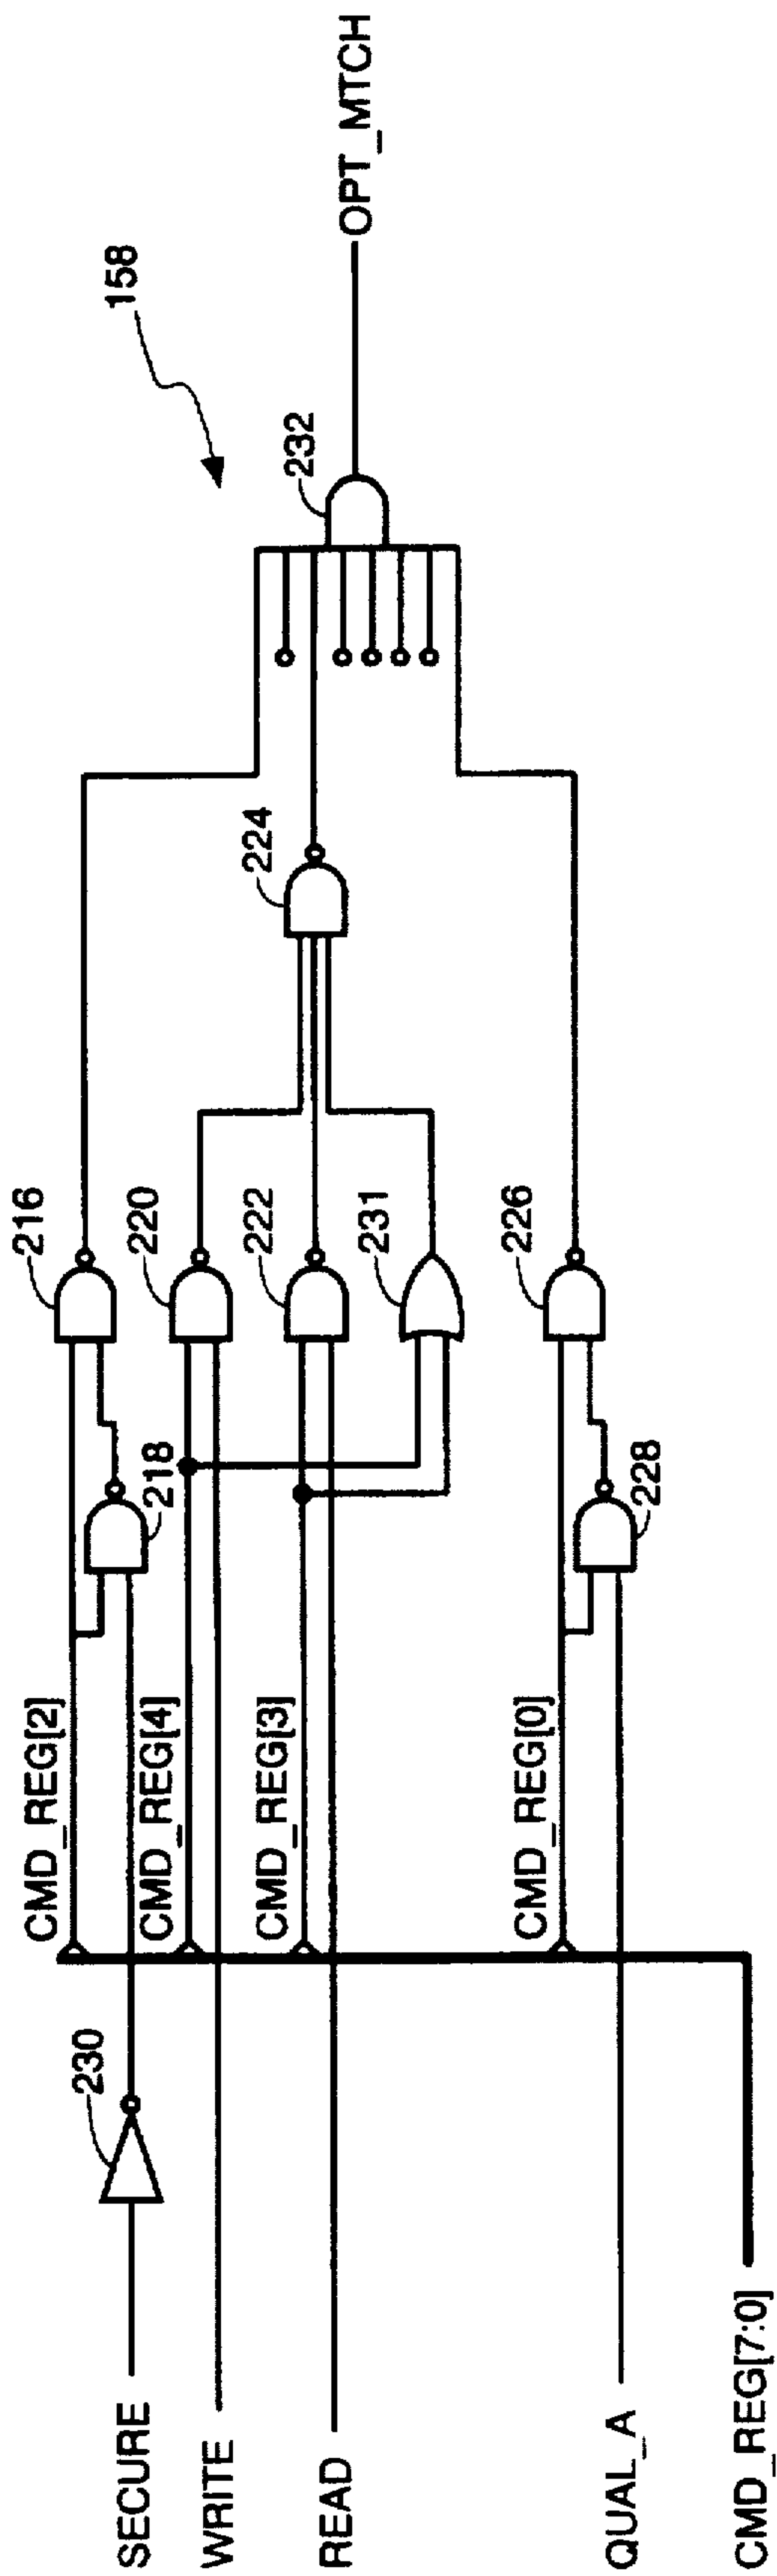 158
OPT_MTCH
232
224
216
220
222
231
226
218
228
CMD_REG[2]
CMD_REG[4]
CMD_REG[3]
CMD_REG[0]
230
SECURE
WRITE
READ
QUAL_A
CMD_REG[7:0]